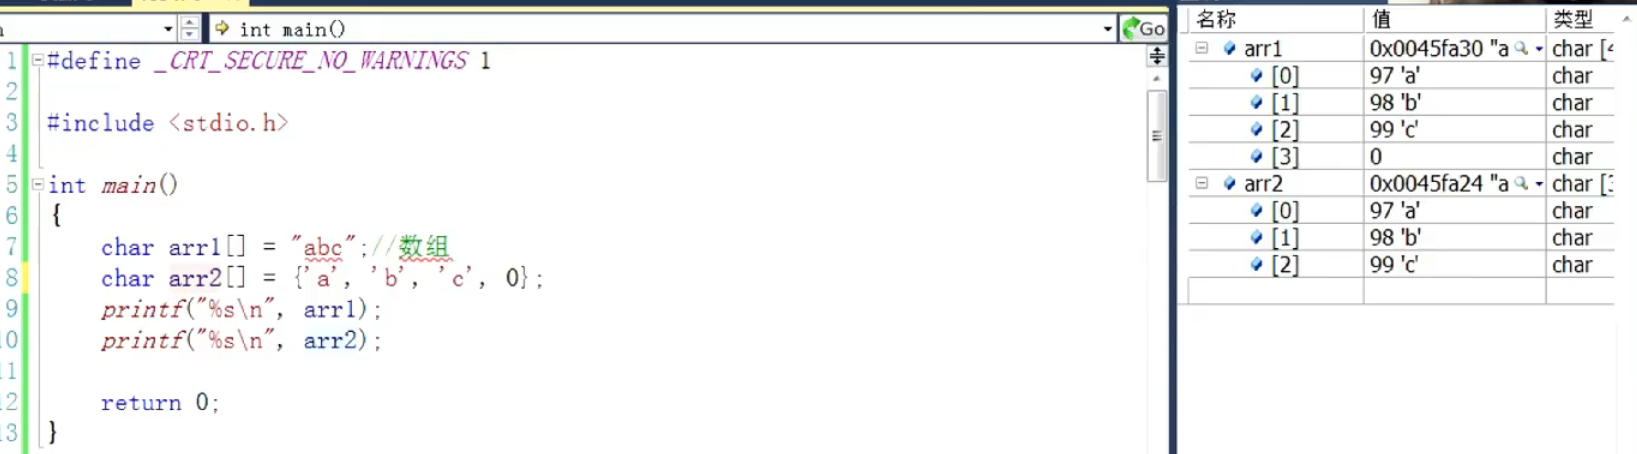 int main()
Go
1 #define _CRT_SECURE_NO_WARNINGS 1
2
3 #include <stdio.h>
4
5 int main()
6 {
7 char arr1[] = "abc";//数组
8 char arr2[] = {'a', 'b', 'c', 0};
9 printf("%s\n", arr1);
10 printf("%s\n", arr2);
11
12 return 0;
13 }
名称 值 类型
arr1 0x0045fa30 "a char [4
[0] 97 'a' char
[1] 98 'b' char
[2] 99 'c' char
[3] 0 char
arr2 0x0045fa24 "a char [3
[0] 97 'a' char
[1] 98 'b' char
[2] 99 'c' char